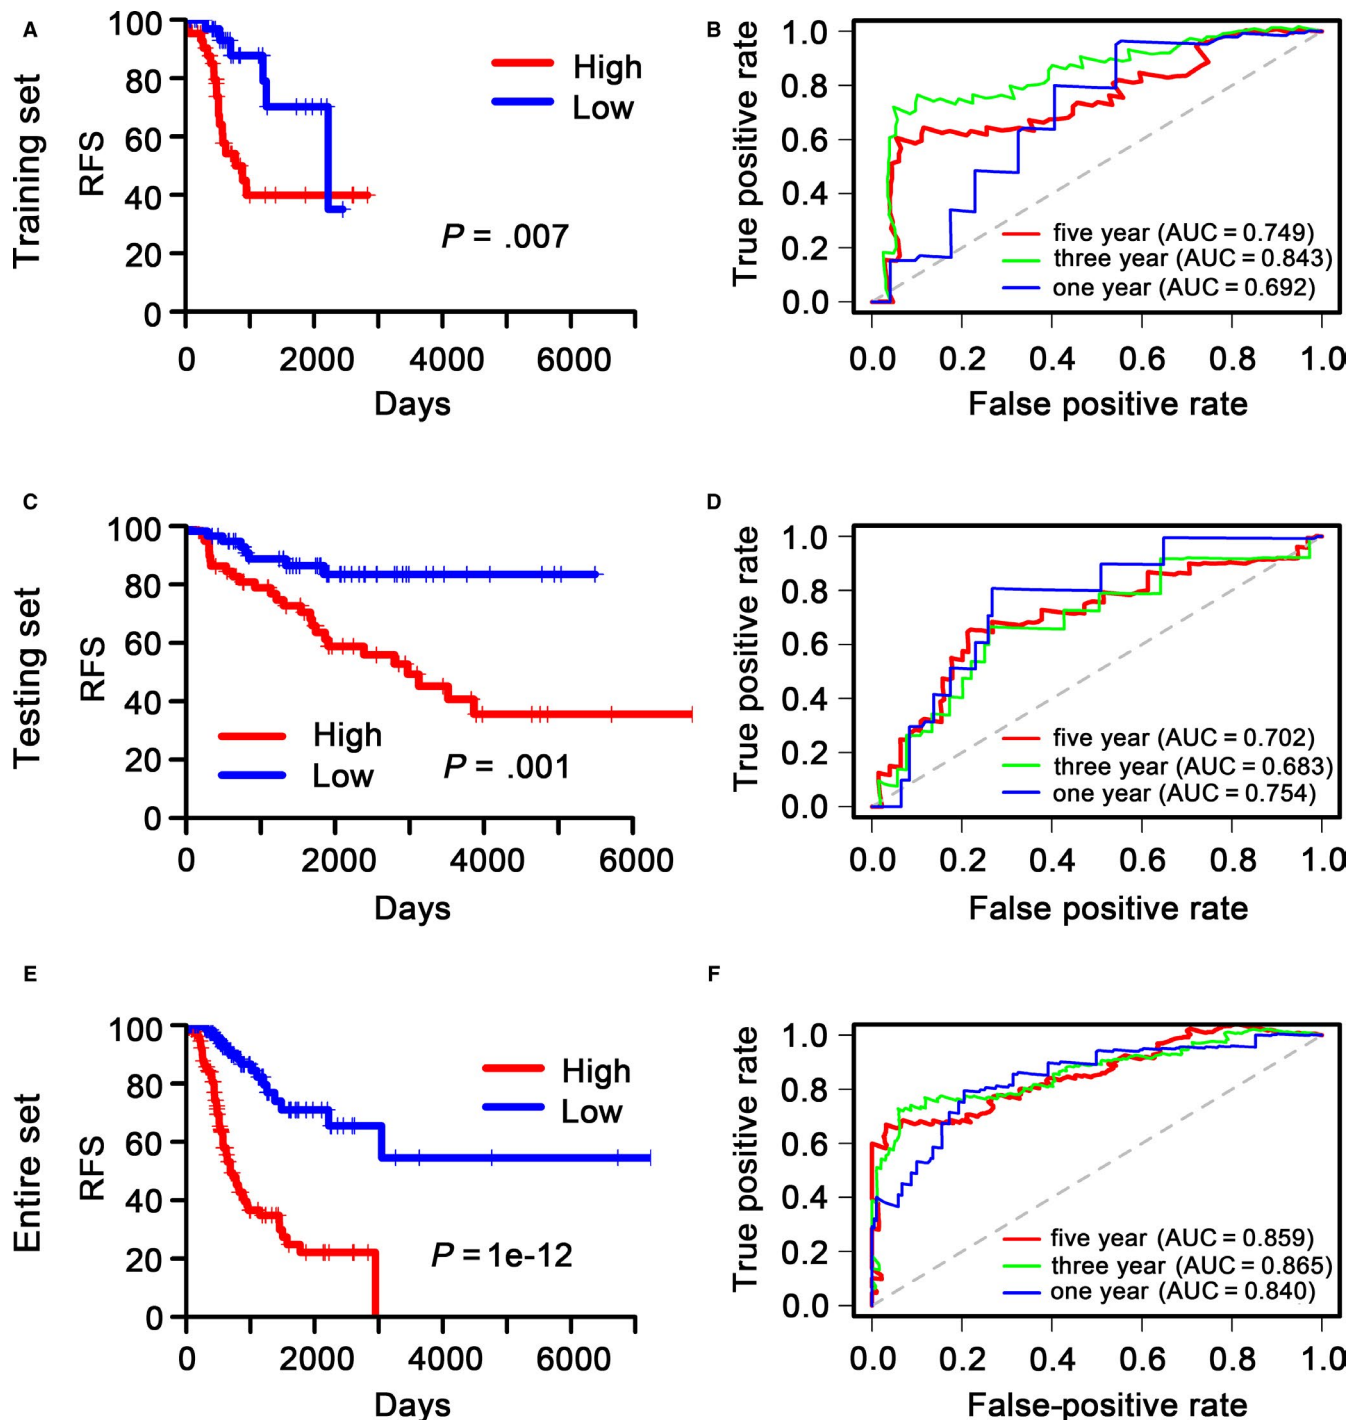 A
Training set
RFS
100
80
60
40
20
0
High
Low
P = .007
0 2000 4000 6000
Days
B
True positive rate
1.0
0.8
0.6
0.4
0.2
0.0
five year (AUC = 0.749)
three year (AUC = 0.843)
one year (AUC = 0.692)
0.0 0.2 0.4 0.6 0.8 1.0
False positive rate
C
Testing set
RFS
100
80
60
40
20
0
High
Low
P = .001
0 2000 4000 6000
Days
D
True positive rate
1.0
0.8
0.6
0.4
0.2
0.0
five year (AUC = 0.702)
three year (AUC = 0.683)
one year (AUC = 0.754)
0.0 0.2 0.4 0.6 0.8 1.0
False positive rate
E
Entire set
RFS
100
80
60
40
20
0
High
Low
P = 1e-12
0 2000 4000 6000
Days
F
True positive rate
1.0
0.8
0.6
0.4
0.2
0.0
five year (AUC = 0.859)
three year (AUC = 0.865)
one year (AUC = 0.840)
0.0 0.2 0.4 0.6 0.8 1.0
False-positive rate